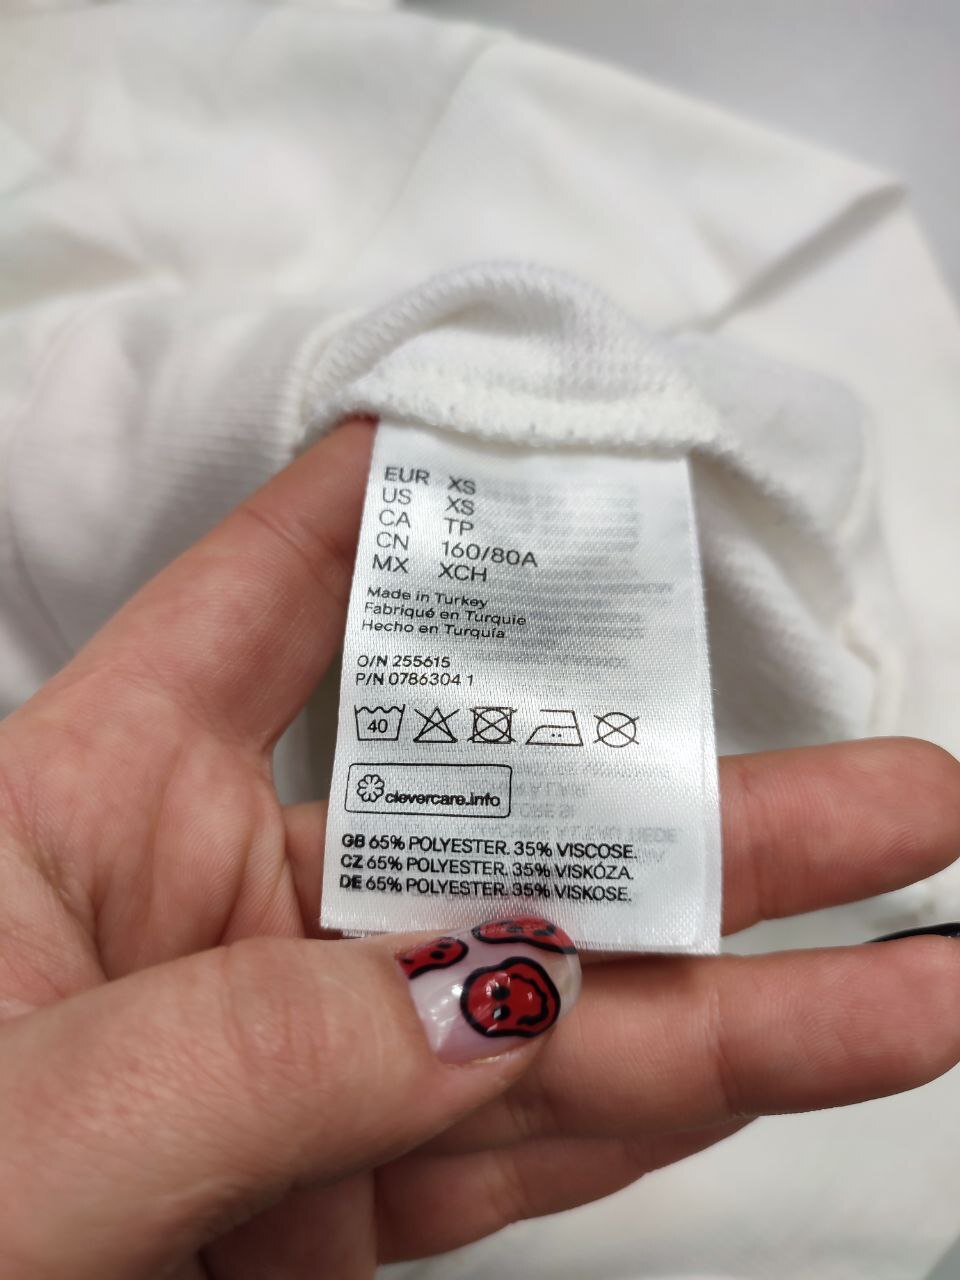 EUR XS
US XS
CA TP
CN 160/80A
MX XCH
Made in Turkey
Fabriqué en Turquie
Hecho en Turquía
O/N 255615
P/N 0786304 1
40
clevercare.info
GB 65% POLYESTER. 35% VISCOSE.
CZ 65% POLYESTER. 35% VISKÓZA.
DE 65% POLYESTER. 35% VISKOSE.